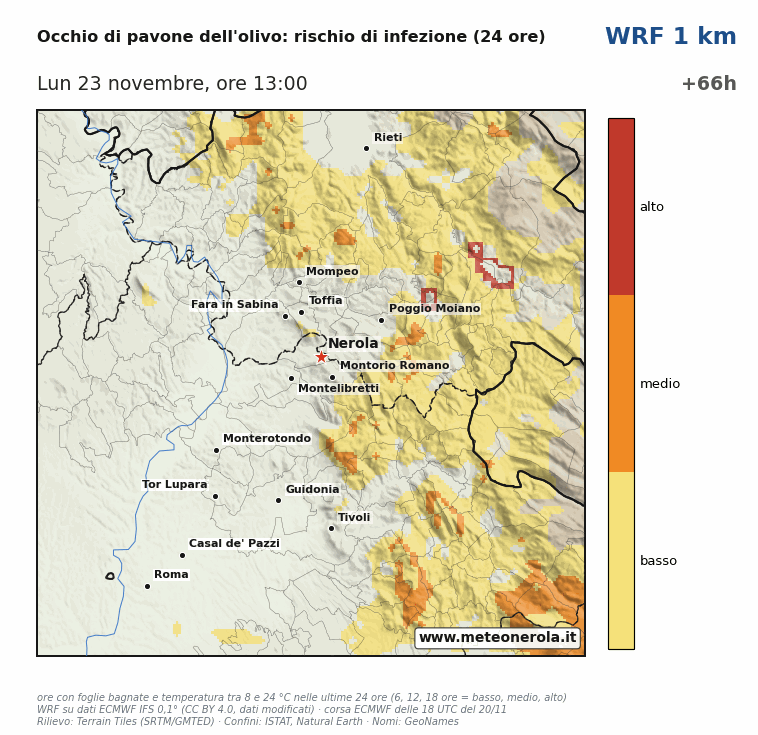 Occhio di pavone dell'olivo: rischio di infezione (24 ore)
WRF 1 km
Lun 23 novembre, ore 13:00
+66h
Rieti
alto
Mompeo
Toffia
Fara in Sabina
Poggio Moiano
Nerola
Montorio Romano
Montelibretti
medio
Monterotondo
Tor Lupara
Guidonia
Tivoli
Casal de' Pazzi
basso
Roma
www.meteonerola.it
ore con foglie bagnate e temperatura tra 8 e 24 °C nelle ultime 24 ore (6, 12, 18 ore = basso, medio, alto)
WRF su dati ECMWF IFS 0,1° (CC BY 4.0, dati modificati) · corsa ECMWF delle 18 UTC del 20/11
Rilievo: Terrain Tiles (SRTM/GMTED) · Confini: ISTAT, Natural Earth · Nomi: GeoNames